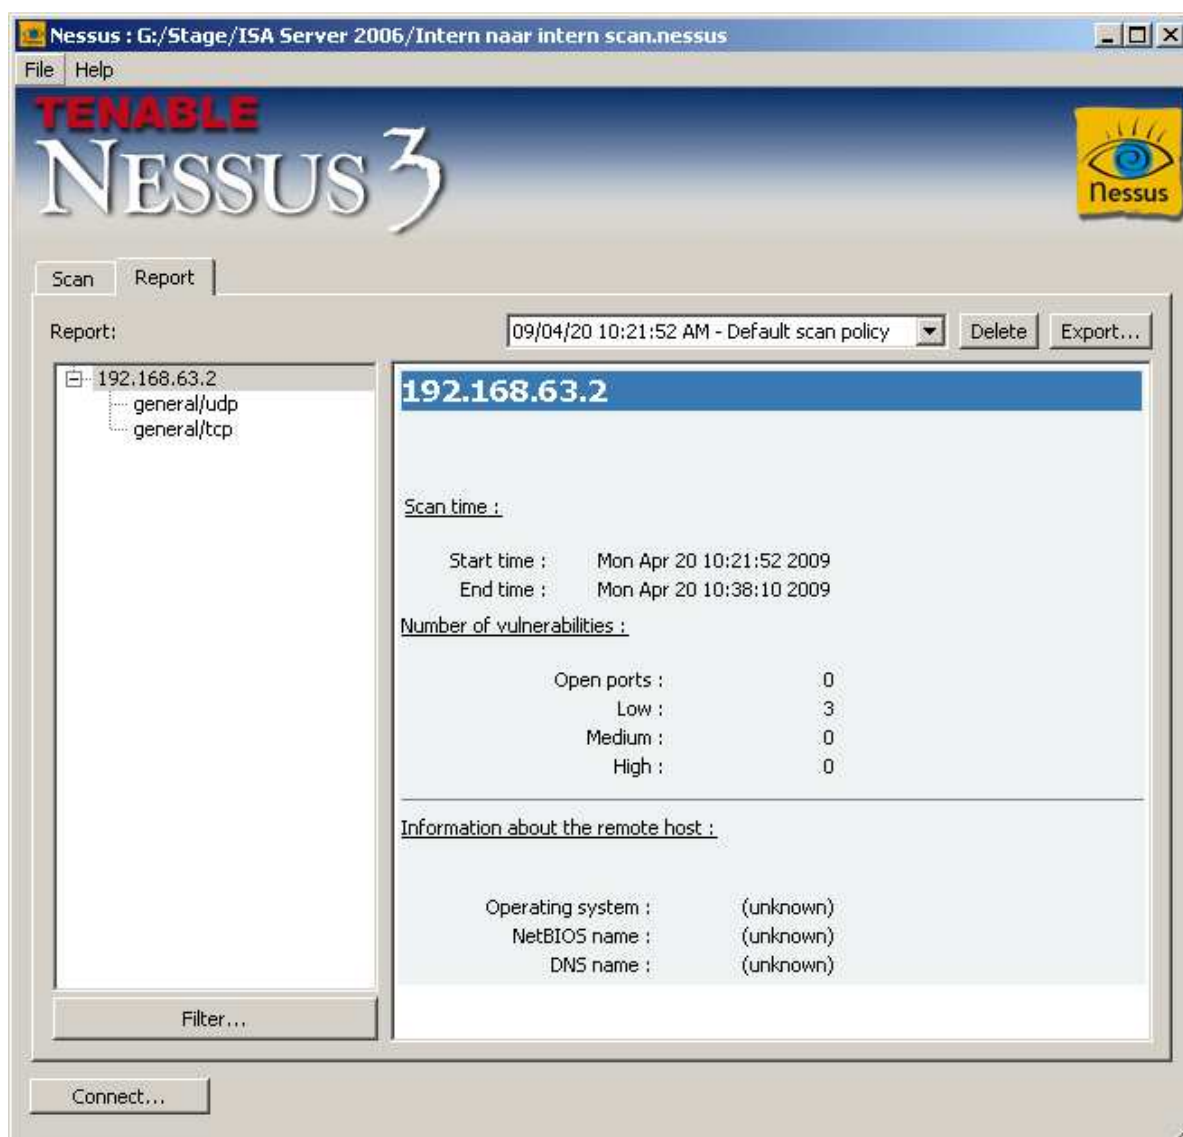 Nessus : G:/Stage/ISA Server 2006/Intern naar intern scan.nessus
File Help
TENABLE
NESSUS 3
nessus
Scan Report
Report: 09/04/20 10:21:52 AM - Default scan policy Delete Export...
192.168.63.2
general/udp
general/tcp
192.168.63.2
Scan time :
Start time : Mon Apr 20 10:21:52 2009
End time : Mon Apr 20 10:38:10 2009
Number of vulnerabilities :
Open ports : 0
Low : 3
Medium : 0
High : 0
Information about the remote host :
Operating system : (unknown)
NetBIOS name : (unknown)
DNS name : (unknown)
Filter...
Connect...